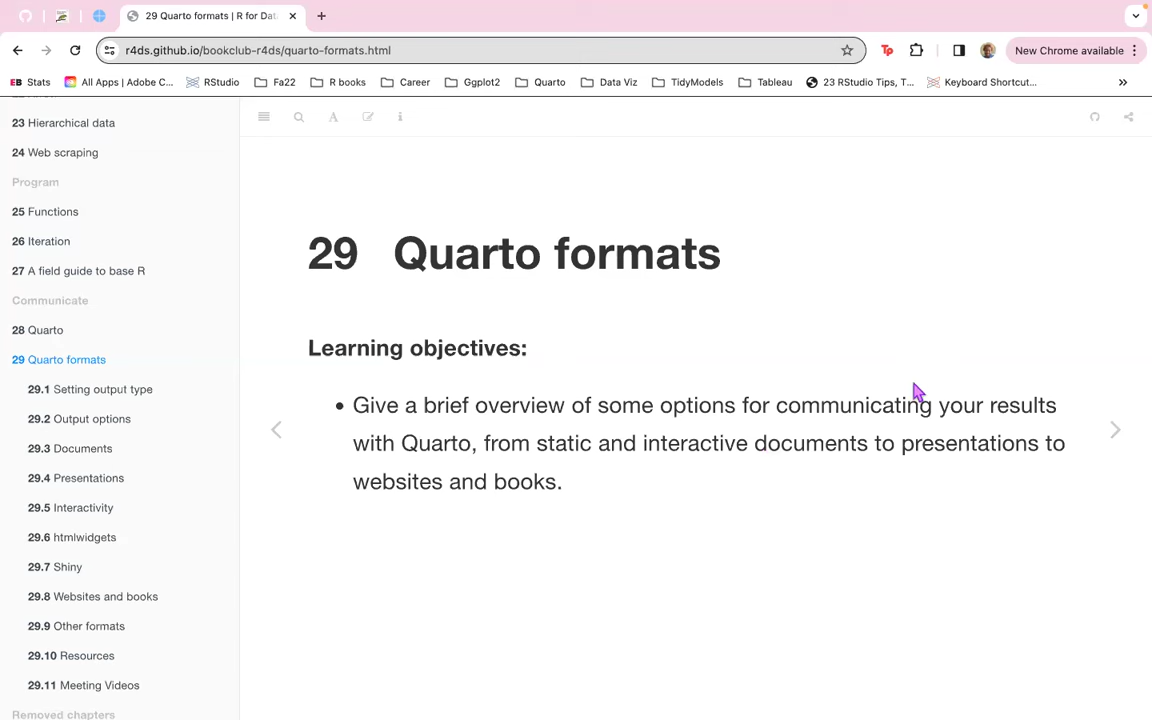 29 Quarto formats | R for Dat
r4ds.github.io/bookclub-r4ds/quarto-formats.html
Tp
New Chrome available
EB Stats
All Apps | Adobe C...
RStudio
Fa22
R books
Career
Ggplot2
Quarto
Data Viz
TidyModels
Tableau
23 RStudio Tips, T...
Keyboard Shortcut...
»
23 Hierarchical data
24 Web scraping
Program
25 Functions
26 Iteration
27 A field guide to base R
Communicate
28 Quarto
29 Quarto formats
29.1 Setting output type
29.2 Output options
29.3 Documents
29.4 Presentations
29.5 Interactivity
29.6 htmlwidgets
29.7 Shiny
29.8 Websites and books
29.9 Other formats
29.10 Resources
29.11 Meeting Videos
Removed chapters
A
i
29 Quarto formats
Learning objectives:
• Give a brief overview of some options for communicating your results
with Quarto, from static and interactive documents to presentations to
websites and books.